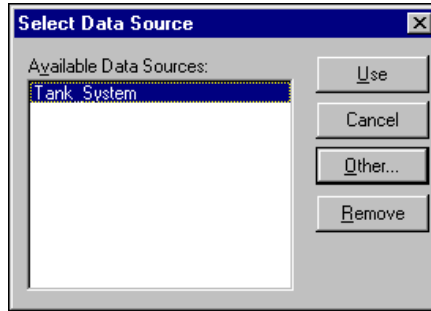 Select Data Source
Available Data Sources:
Tank_System
Use
Cancel
Other...
Remove